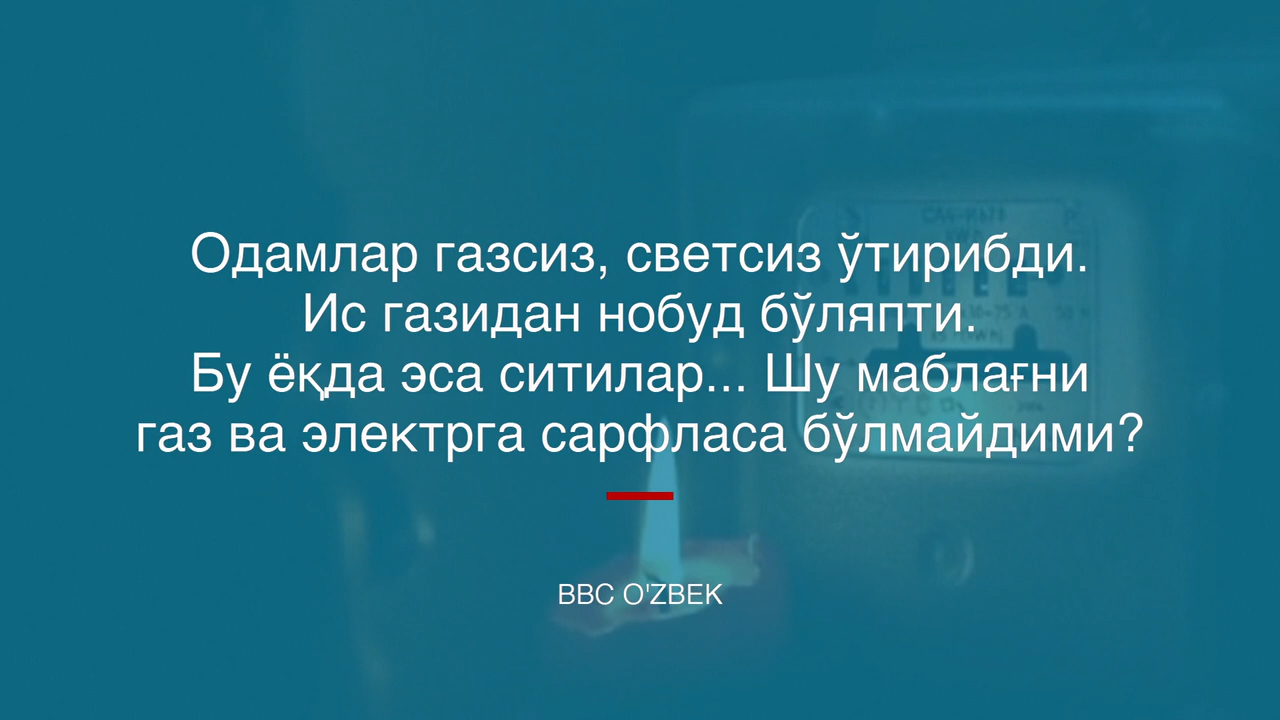 Одамлар газсиз, светсиз ўтирибди.
Ис газидан нобуд бўляпти.
Бу ёқда эса ситилар... Шу маблағни
газ ва электрга сарфласа бўлмайдими?
BBC O'ZBEK